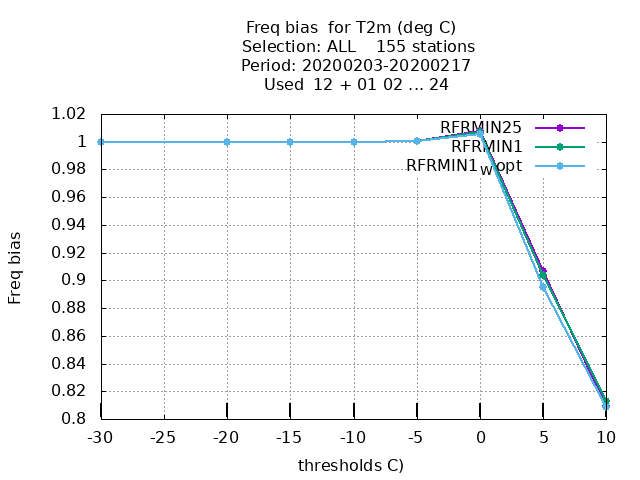 Freq bias  for T2m (deg C)
Selection: ALL    155 stations
Period: 20200203-20200217
Used  12 + 01 02 ... 24
RFRMIN25
RFRMIN1
RFRMIN1Wopt
1.02
1
0.98
0.96
0.94
0.92
0.9
0.88
0.86
0.84
0.82
0.8
Freq bias
-30 -25 -20 -15 -10 -5 0 5 10
thresholds C)